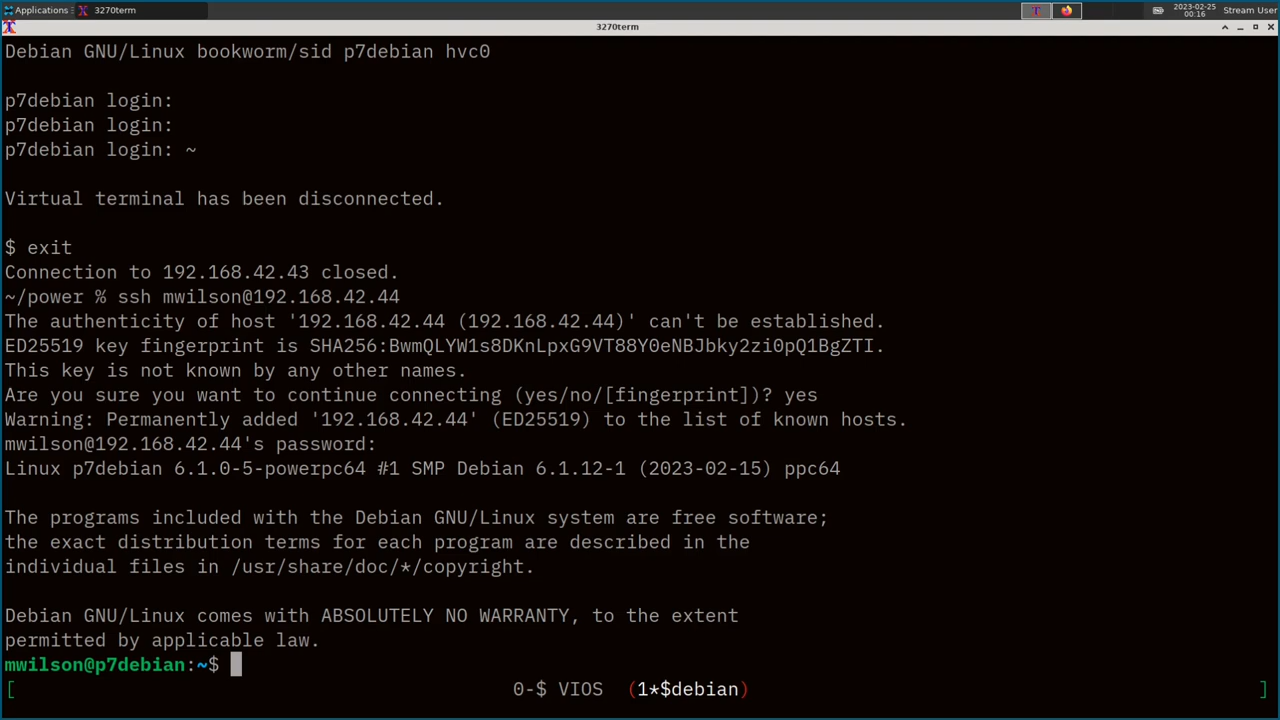 Applications
3270term
2023-02-25
00:16
Stream User
3270term
Debian GNU/Linux bookworm/sid p7debian hvc0
p7debian login:
p7debian login:
p7debian login: ~
Virtual terminal has been disconnected.
$ exit
Connection to 192.168.42.43 closed.
~/power % ssh mwilson@192.168.42.44
The authenticity of host '192.168.42.44 (192.168.42.44)' can't be established.
ED25519 key fingerprint is SHA256:BwmQLYW1s8DKnLpxG9VT88Y0eNBJbky2zi0pQ1BgZTI.
This key is not known by any other names.
Are you sure you want to continue connecting (yes/no/[fingerprint])? yes
Warning: Permanently added '192.168.42.44' (ED25519) to the list of known hosts.
mwilson@192.168.42.44's password:
Linux p7debian 6.1.0-5-powerpc64 #1 SMP Debian 6.1.12-1 (2023-02-15) ppc64
The programs included with the Debian GNU/Linux system are free software;
the exact distribution terms for each program are described in the
individual files in /usr/share/doc/*/copyright.
Debian GNU/Linux comes with ABSOLUTELY NO WARRANTY, to the extent
permitted by applicable law.
mwilson@p7debian:~$
[ 0-$ VIOS (1*$debian) ]